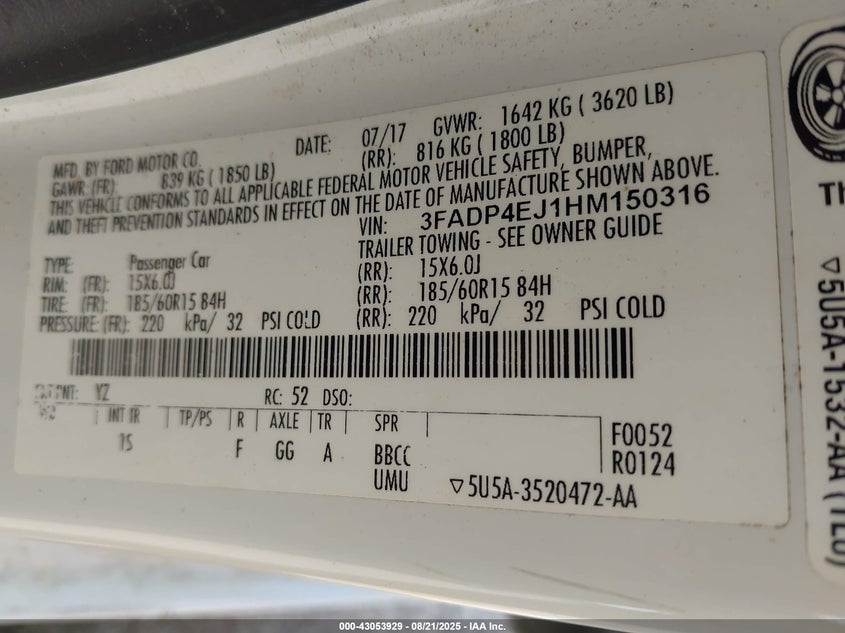 MFD. BY FORD MOTOR CO. DATE: 07/17 GVWR: 1642 KG ( 3620 LB)
GAWR: (FR): 839 KG ( 1850 LB) (RR): 816 KG ( 1800 LB)
THIS VEHICLE CONFORMS TO ALL APPLICABLE FEDERAL MOTOR VEHICLE SAFETY, BUMPER,
AND THEFT PREVENTION STANDARDS IN EFFECT ON THE DATE OF MANUFACTURE SHOWN ABOVE.
VIN: 3FADP4EJ1HM150316
TRAILER TOWING - SEE OWNER GUIDE
TYPE: Passenger Car
RIM: (FR): 15X6.0J (RR): 15X6.0J
TIRE: (FR): 185/60R15 84H (RR): 185/60R15 84H
PRESSURE: (FR): 220 kPa/ 32 PSI COLD (RR): 220 kPa/ 32 PSI COLD
YZ RC: 52 DSO:
INT TR TP/PS R AXLE TR SPR
15 F GG A BBCC
UMU
F0052
R0124
▽5U5A-3520472-AA
Th
▽5U5A-1532-AA (TEO)
000-43053929 - 08/21/2025 - IAA Inc.